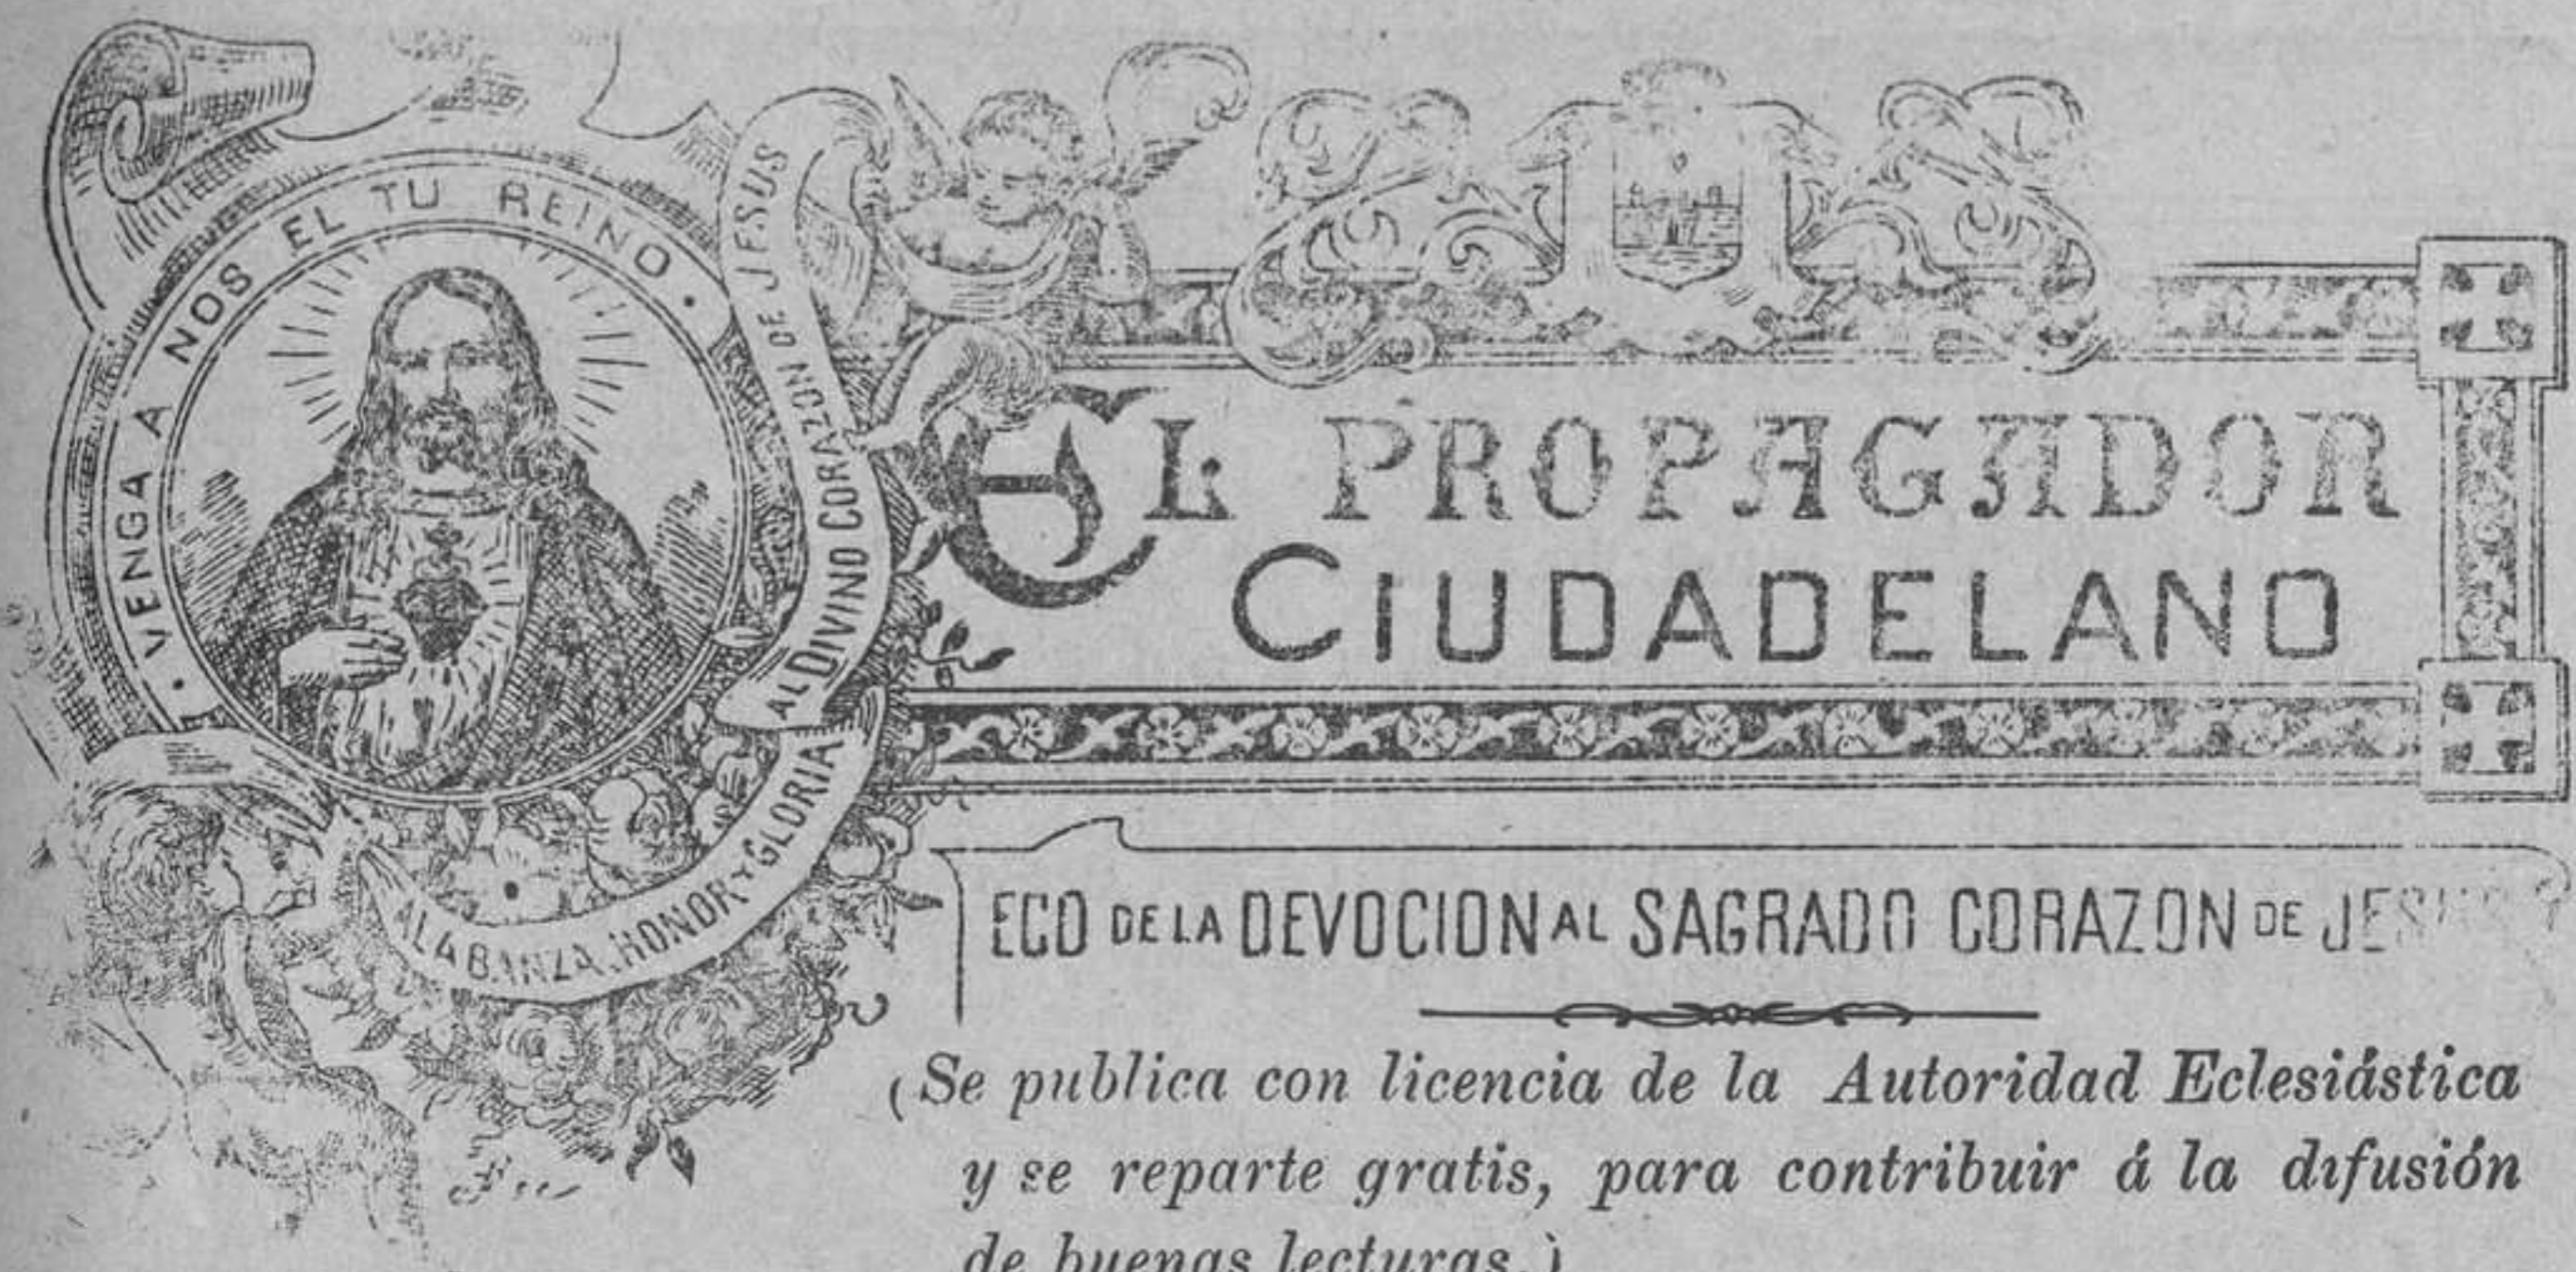 · VENGA A NOS EL TU REINO ·
ALABANZA, HONOR Y GLORIA
AL DIVINO CORAZON DE JESUS
EL PROPAGADOR
CIUDADELANO
ECO DE LA DEVOCION AL SAGRADO CORAZON DE JESUS
(Se publica con licencia de la Autoridad Eclesiástica
y se reparte gratis, para contribuir á la difusión
de buenas lecturas.)